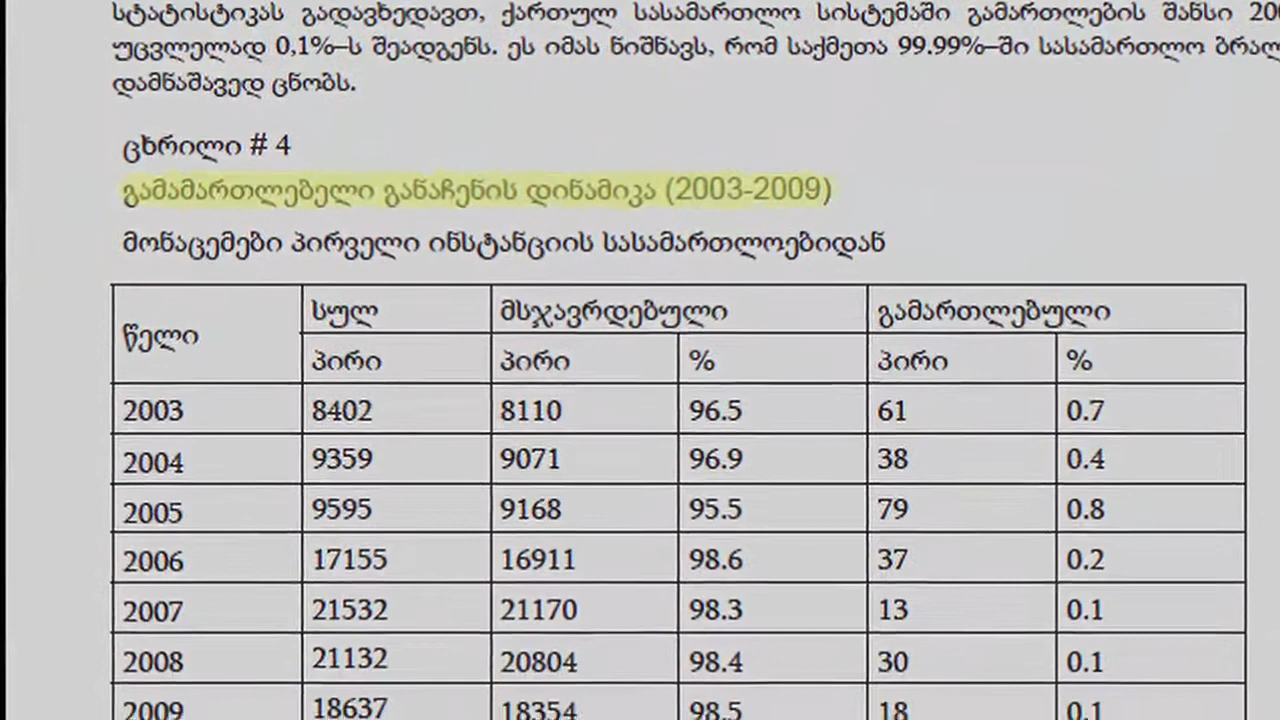 სტატისტიკას გადავხედავთ, ქართულ სასამართლო სისტემაში გამართლების შანსი
უცვლელად 0,1%–ს შეადგენს. ეს იმას ნიშნავს, რომ საქმეთა 99.99%–ში სასამართლო
დამნაშავედ ცნობს.
ცხრილი # 4
გამამართლებელი განაჩენის დინამიკა (2003-2009)
მონაცემები პირველი ინსტანციის სასამართლოებიდან
წელი სულ მსჯავრდებული გამართლებული
პირი პირი % პირი %
2003 8402 8110 96.5 61 0.7
2004 9359 9071 96.9 38 0.4
2005 9595 9168 95.5 79 0.8
2006 17155 16911 98.6 37 0.2
2007 21532 21170 98.3 13 0.1
2008 21132 20804 98.4 30 0.1
2009 18637 18354 98.5 18 0.1